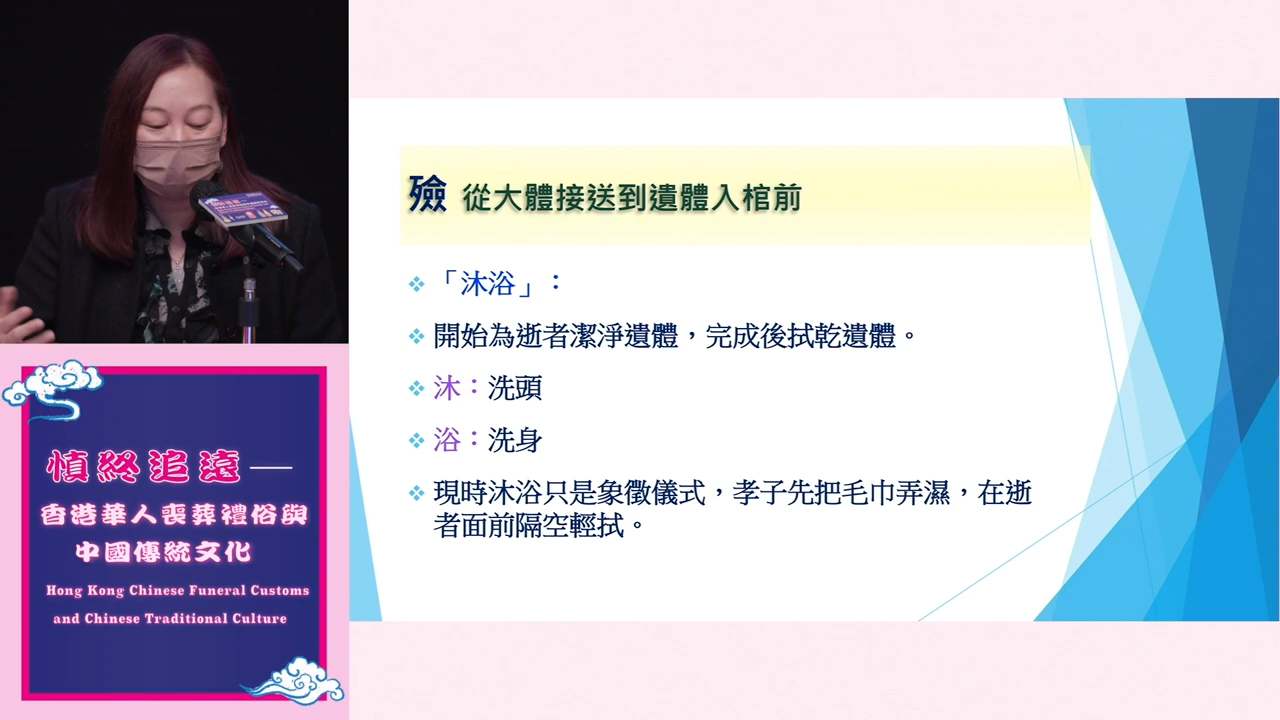 殮 從大體接送到遺體入棺前
「沐浴」：
開始為逝者潔淨遺體，完成後拭乾遺體。
沐：洗頭
浴：洗身
現時沐浴只是象徵儀式，孝子先把毛巾弄濕，在逝
者面前隔空輕拭。
慎終追遠—
香港華人喪葬禮俗與
中國傳統文化
Hong Kong Chinese Funeral Customs
and Chinese Traditional Culture